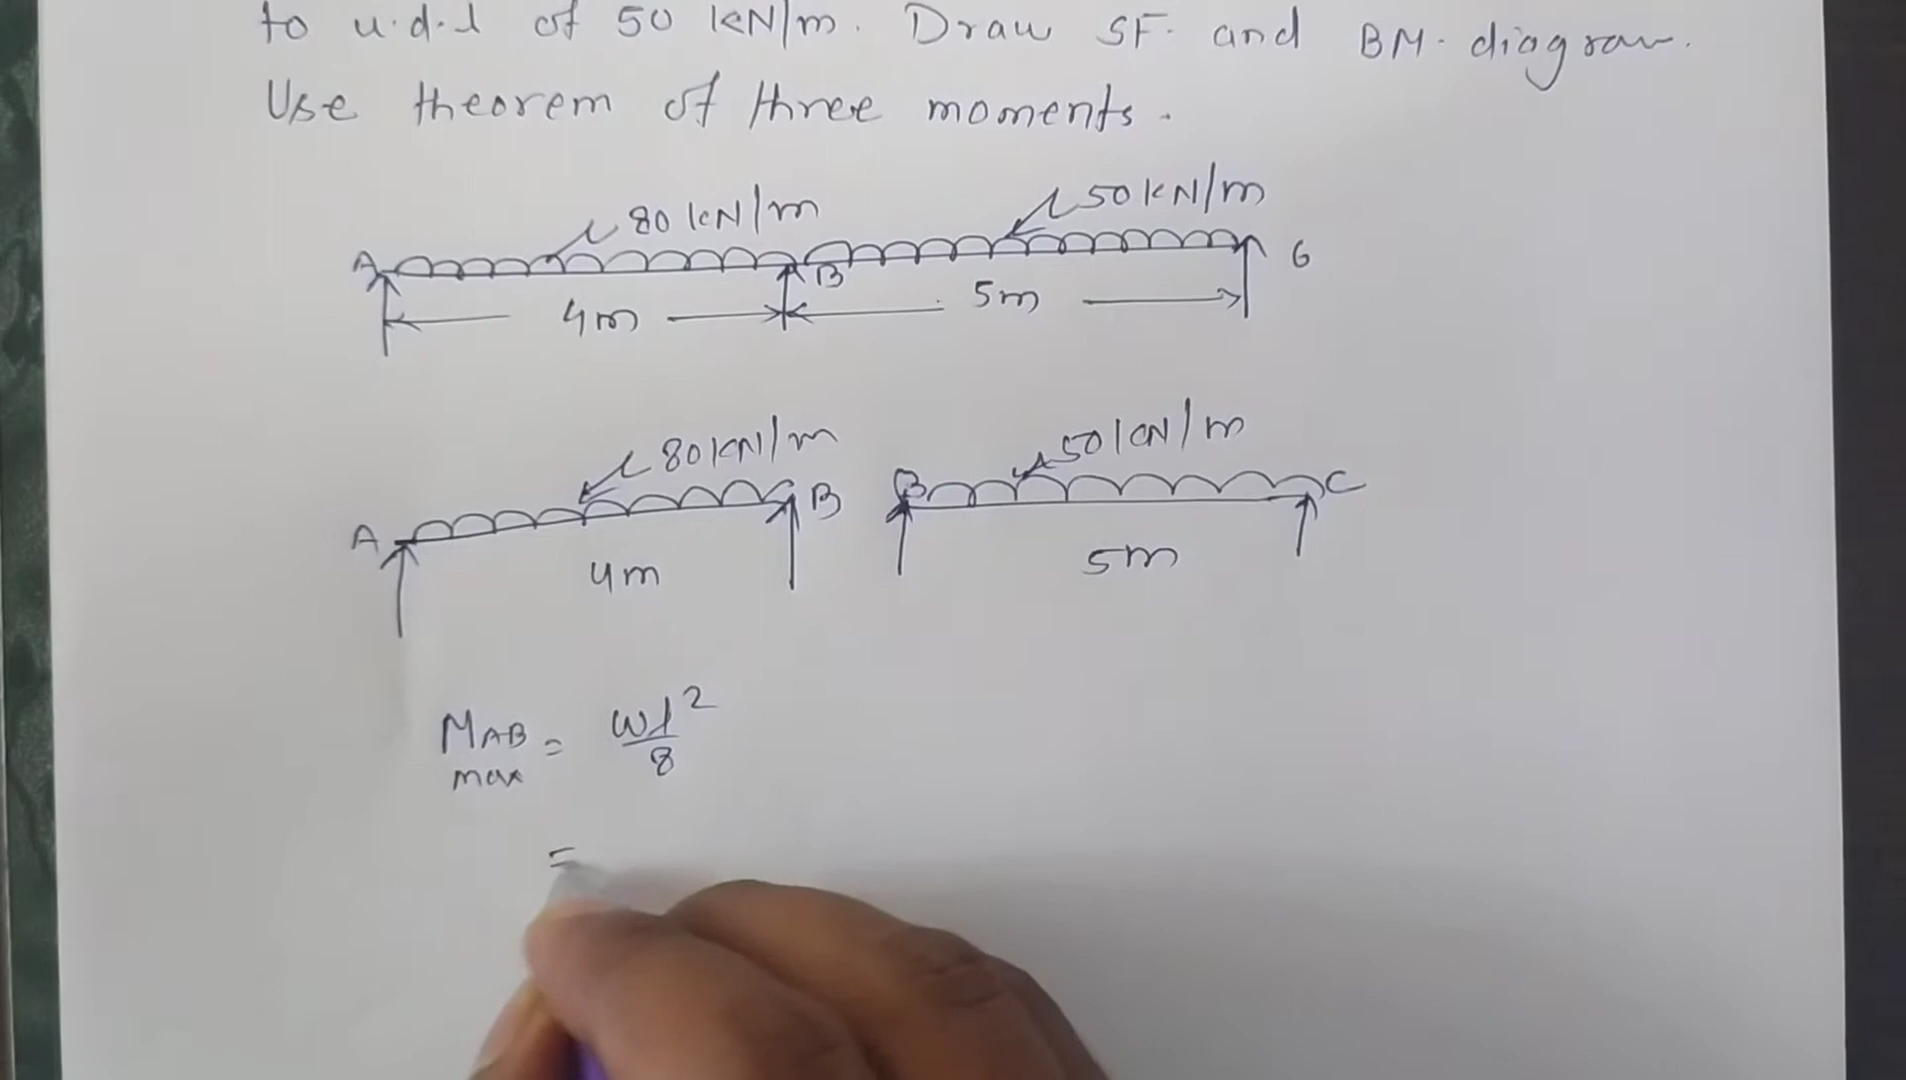 to u.d.l of 50 kN/m. Draw SF. and BM. diagram.
Use theorem of three moments.
80 kN/m 50 kN/m
A B C
4m 5m
80 kN/m 50 kN/m
A B B C
4m 5m
MAB max = wl²/8
=